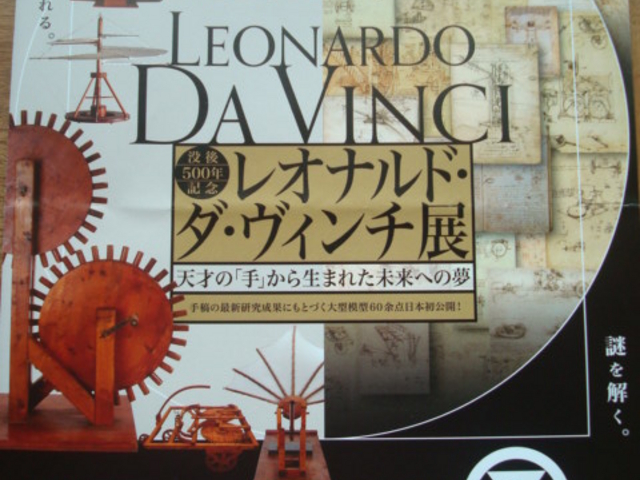 れる。
LEONARDO
DA VINCI
没後
500年
記念
レオナルド・
ダ・ヴィンチ展
天才の「手」から生まれた未来への夢
手稿の最新研究成果にもとづく大型模型60余点日本初公開!
謎を解く。